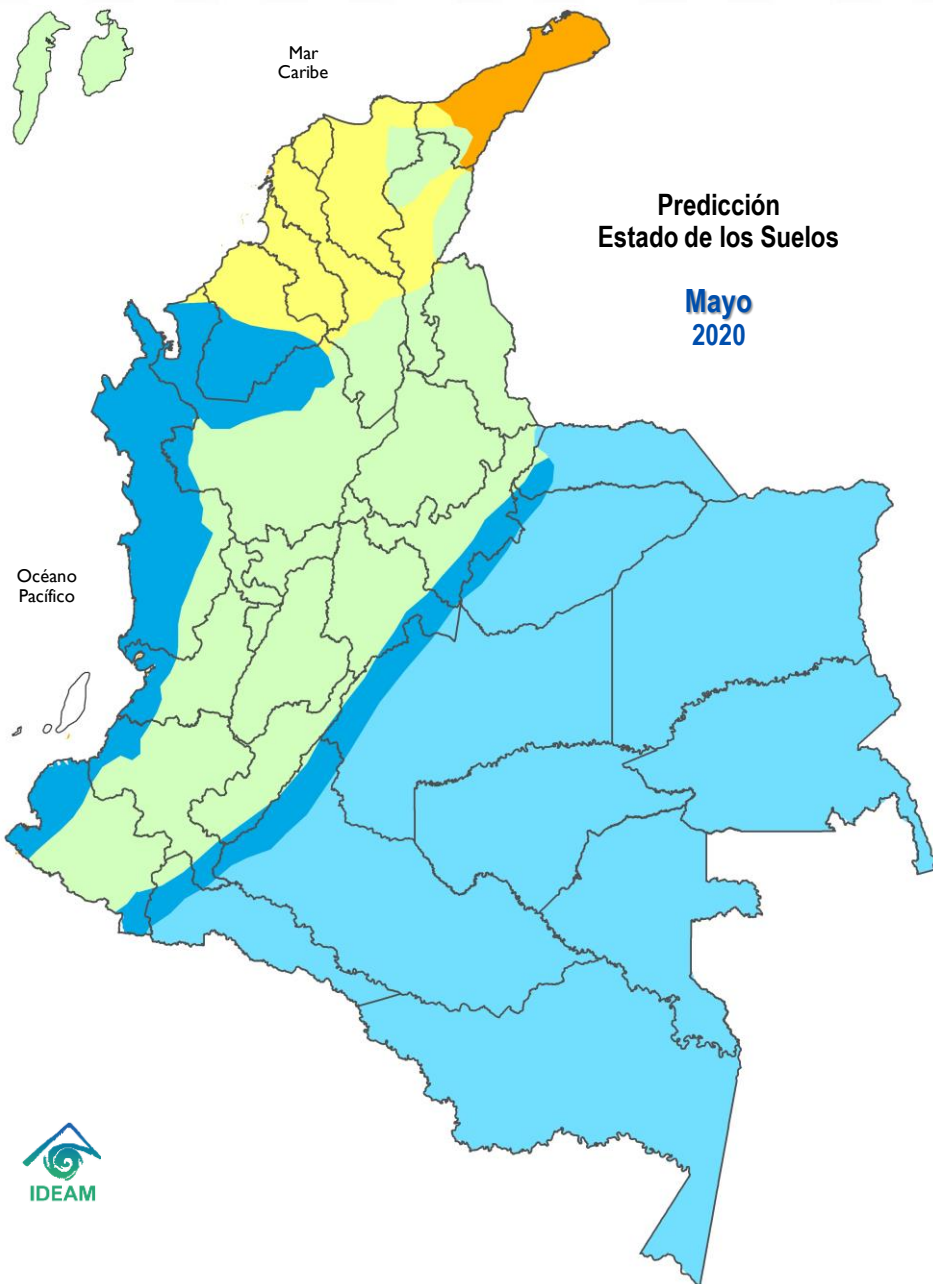 Mar
Caribe
Predicción
Estado de los Suelos
Mayo
2020
Océano
Pacífico
IDEAM